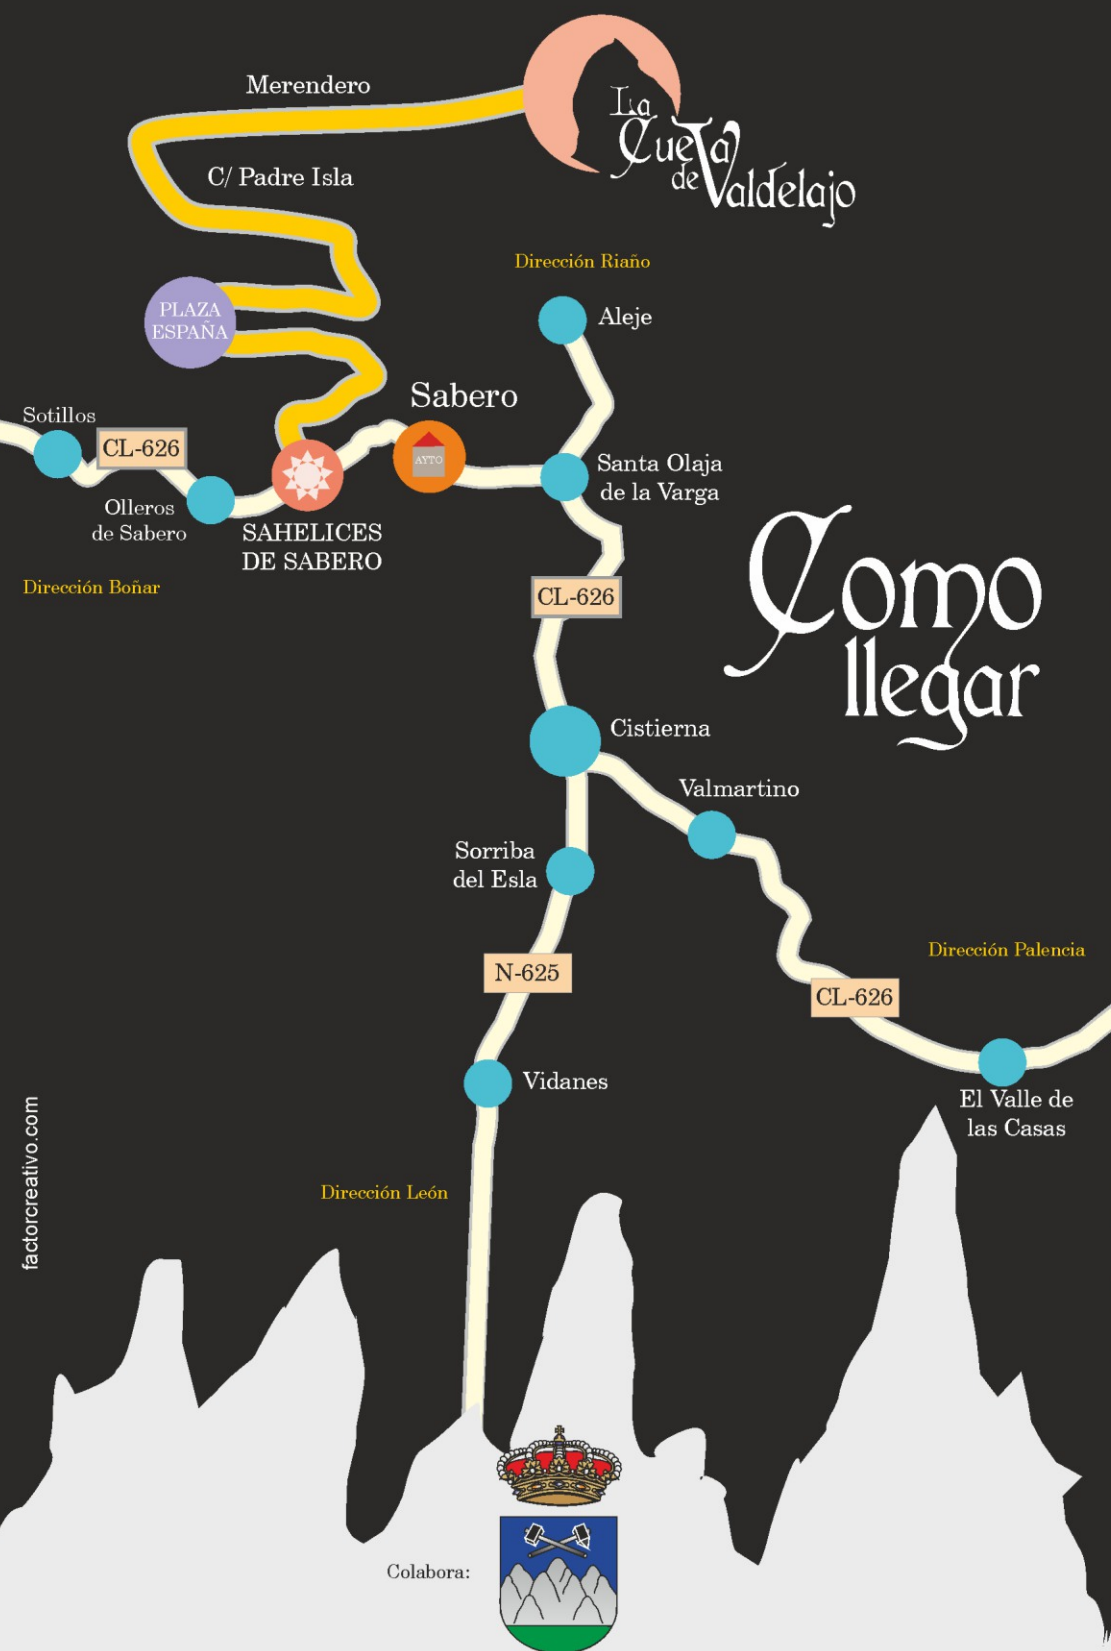 Merendero
La
Cueva
de Valdelajo
C/ Padre Isla
Dirección Riaño
PLAZA
ESPAÑA
Aleje
Sabero
Sotillos
CL-626
AYTO
Santa Olaja
de la Varga
Olleros
de Sabero
SAHELICES
DE SABERO
Dirección Boñar
CL-626
Como
llegar
Cistierna
Valmartino
Sorriba
del Esla
Dirección Palencia
N-625
CL-626
Vidanes
El Valle de
las Casas
Dirección León
factorcreativo.com
Colabora: